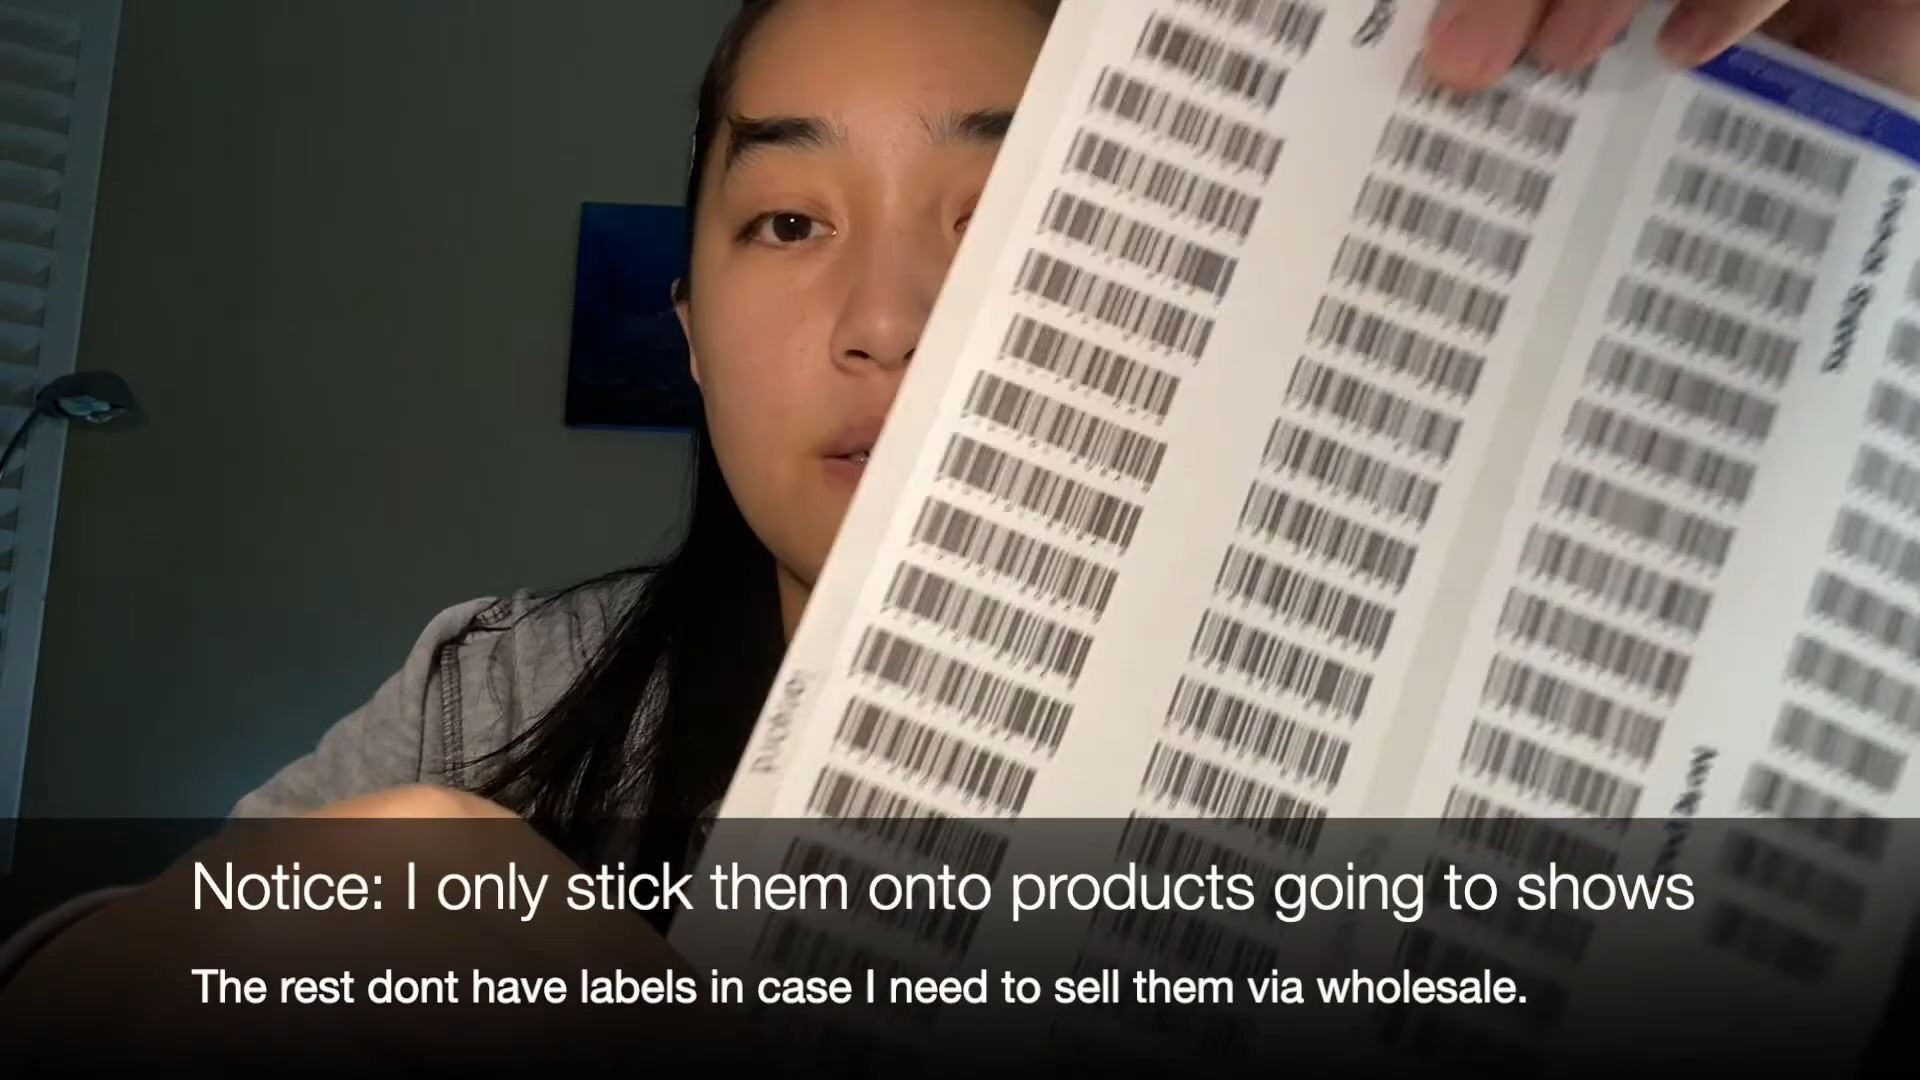 Notice: I only stick them onto products going to shows
The rest dont have labels in case I need to sell them via wholesale.